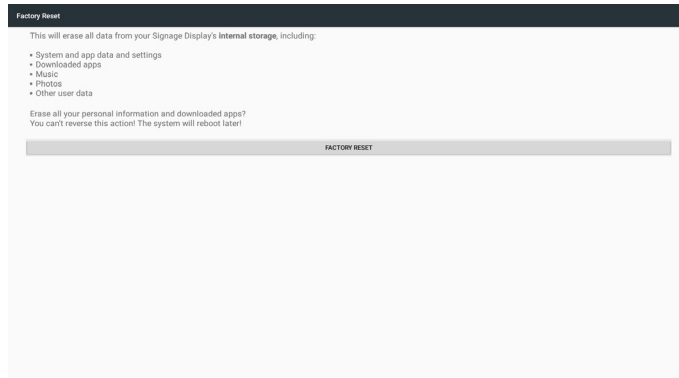 Factory Reset
This will erase all data from your Signage Display's internal storage, including:
• System and app data and settings
• Downloaded apps
• Music
• Photos
• Other user data
Erase all your personal information and downloaded apps?
You can't reverse this action! The system will reboot later!
FACTORY RESET